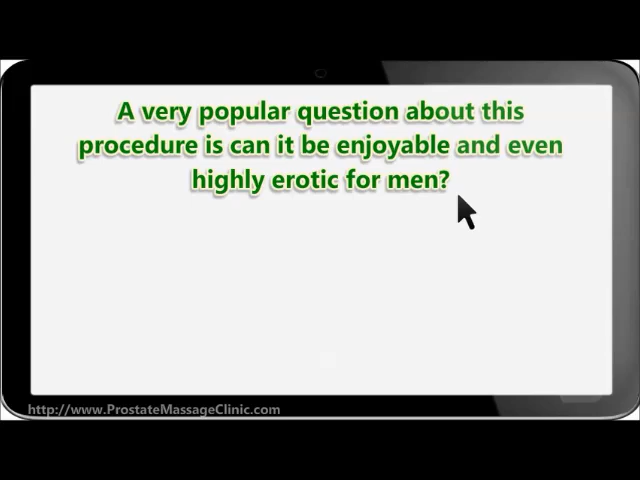 A very popular question about this
procedure is can it be enjoyable and even
highly erotic for men?
http://www.ProstateMassageClinic.com